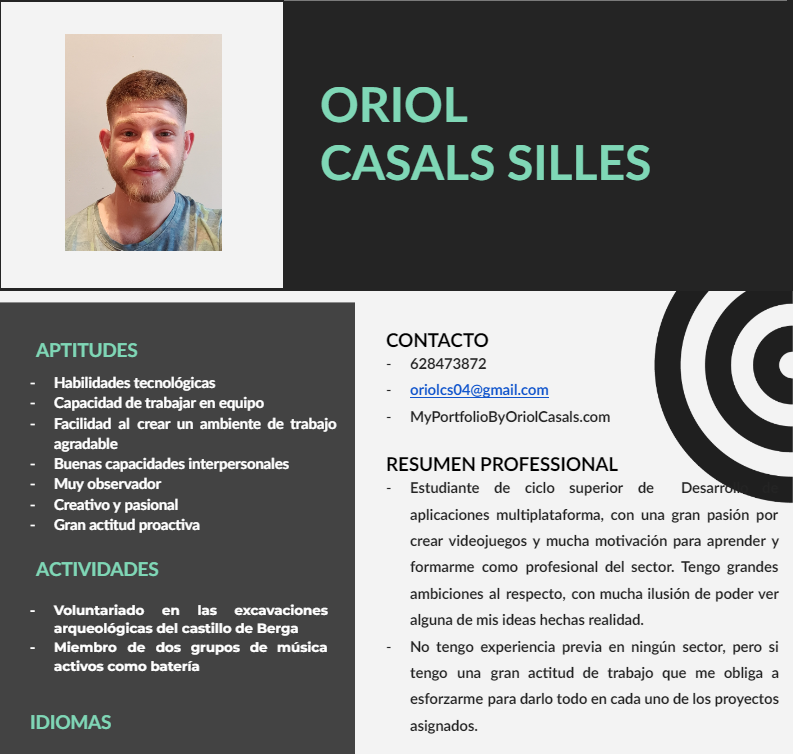 ORIOL
CASALS SILLES
APTITUDES
- Habilidades tecnológicas
- Capacidad de trabajar en equipo
- Facilidad al crear un ambiente de trabajo
agradable
- Buenas capacidades interpersonales
- Muy observador
- Creativo y pasional
- Gran actitud proactiva
ACTIVIDADES
- Voluntariado en las excavaciones
arqueológicas del castillo de Berga
- Miembro de dos grupos de música
activos como batería
IDIOMAS
CONTACTO
- 628473872
- oriolcs04@gmail.com
- MyPortfolioByOriolCasals.com
RESUMEN PROFESSIONAL
- Estudiante de ciclo superior de Desarrollo de
aplicaciones multiplataforma, con una gran pasión por
crear videojuegos y mucha motivación para aprender y
formarme como profesional del sector. Tengo grandes
ambiciones al respecto, con mucha ilusión de poder ver
alguna de mis ideas hechas realidad.
- No tengo experiencia previa en ningún sector, pero si
tengo una gran actitud de trabajo que me obliga a
esforzarme para darlo todo en cada uno de los proyectos
asignados.